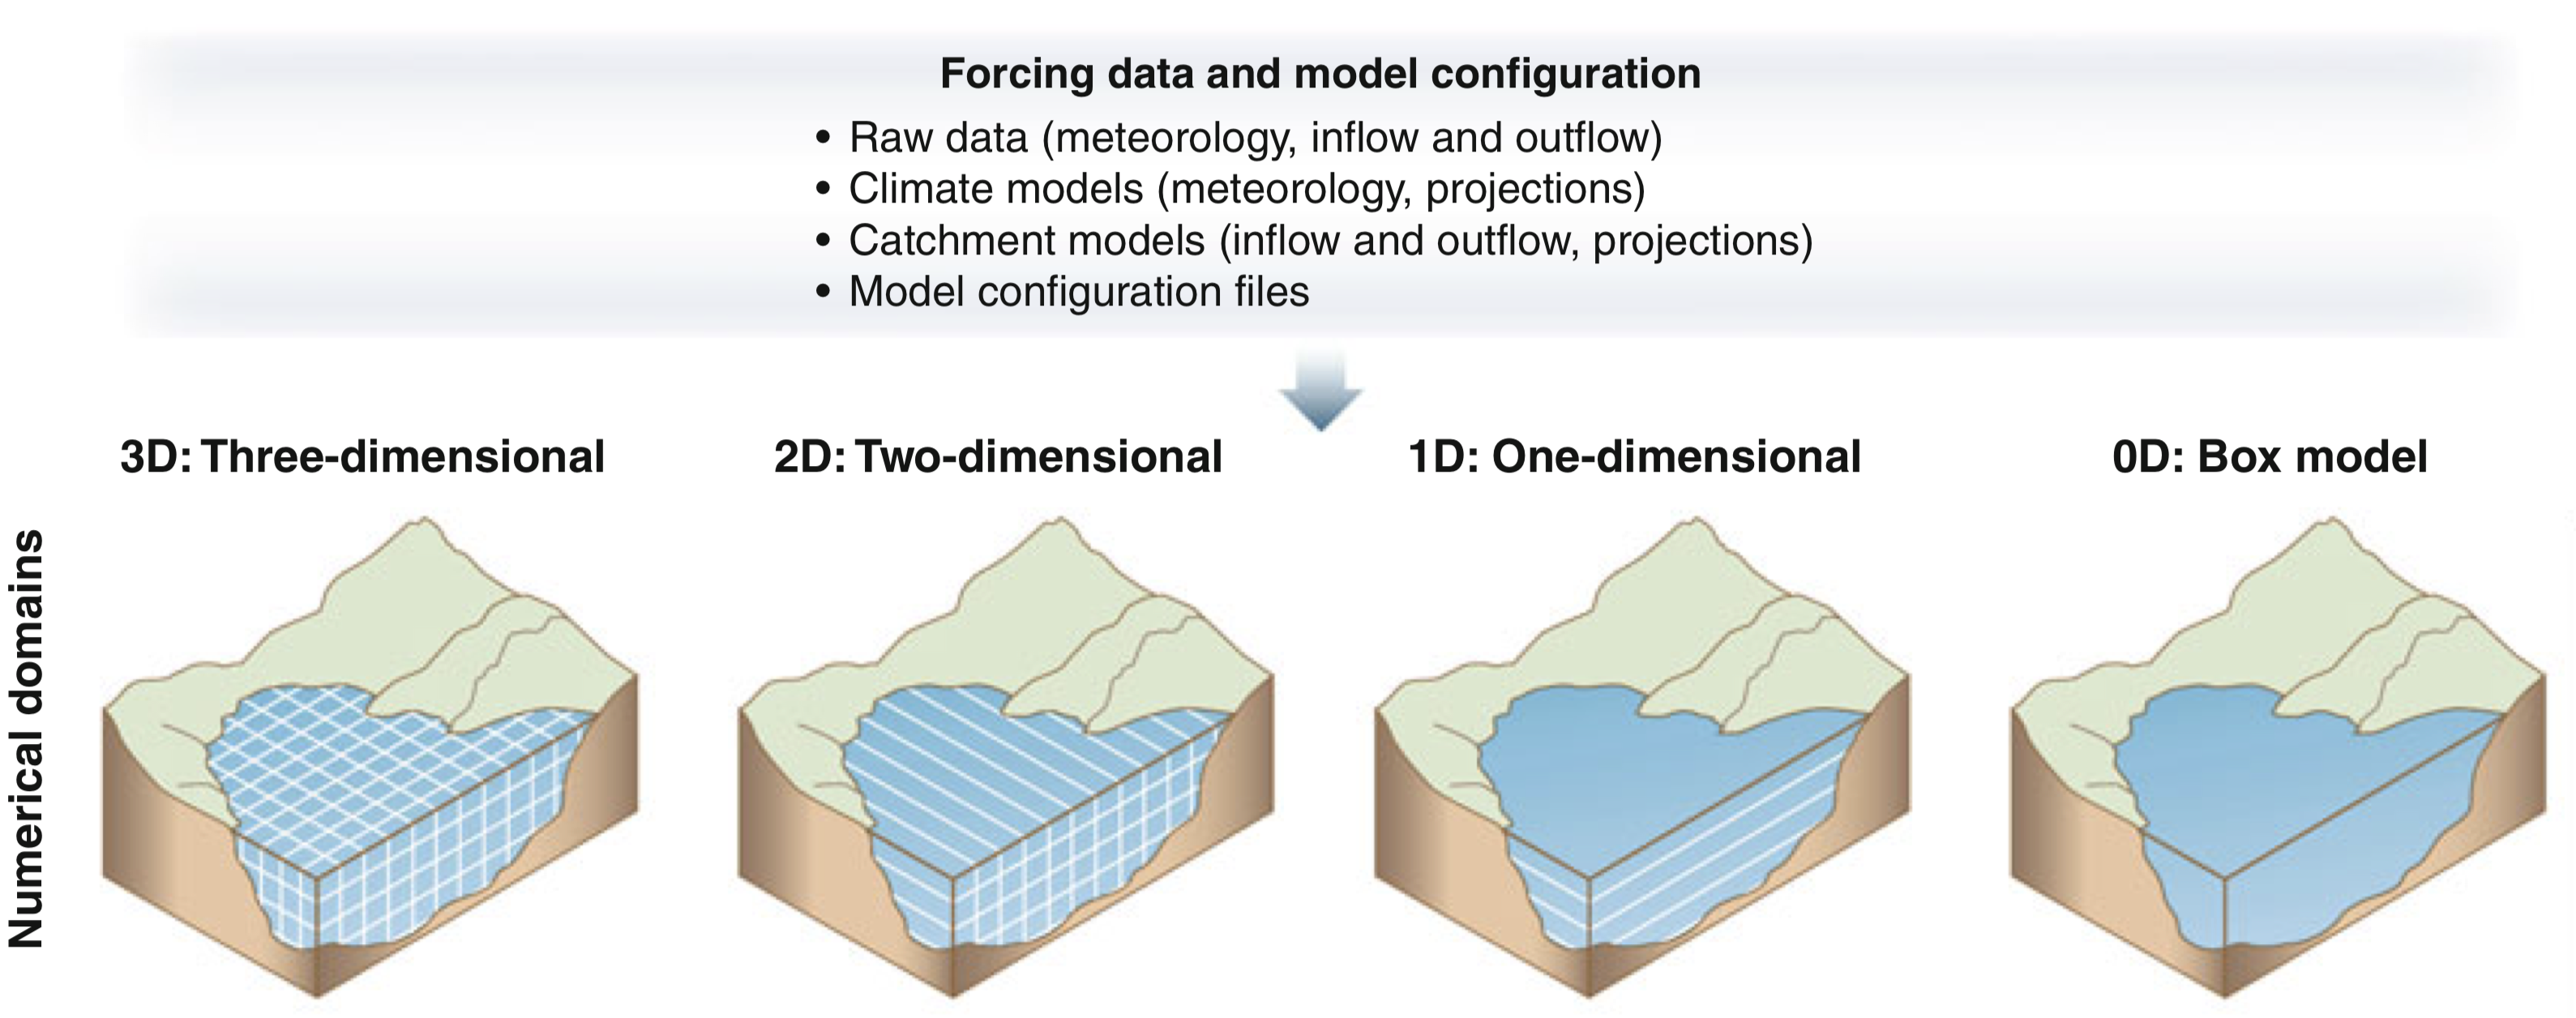 Forcing data and model configuration
• Raw data (meteorology, inflow and outflow)
• Climate models (meteorology, projections)
• Catchment models (inflow and outflow, projections)
• Model configuration files
3D: Three-dimensional
2D: Two-dimensional
1D: One-dimensional
0D: Box model
Numerical domains